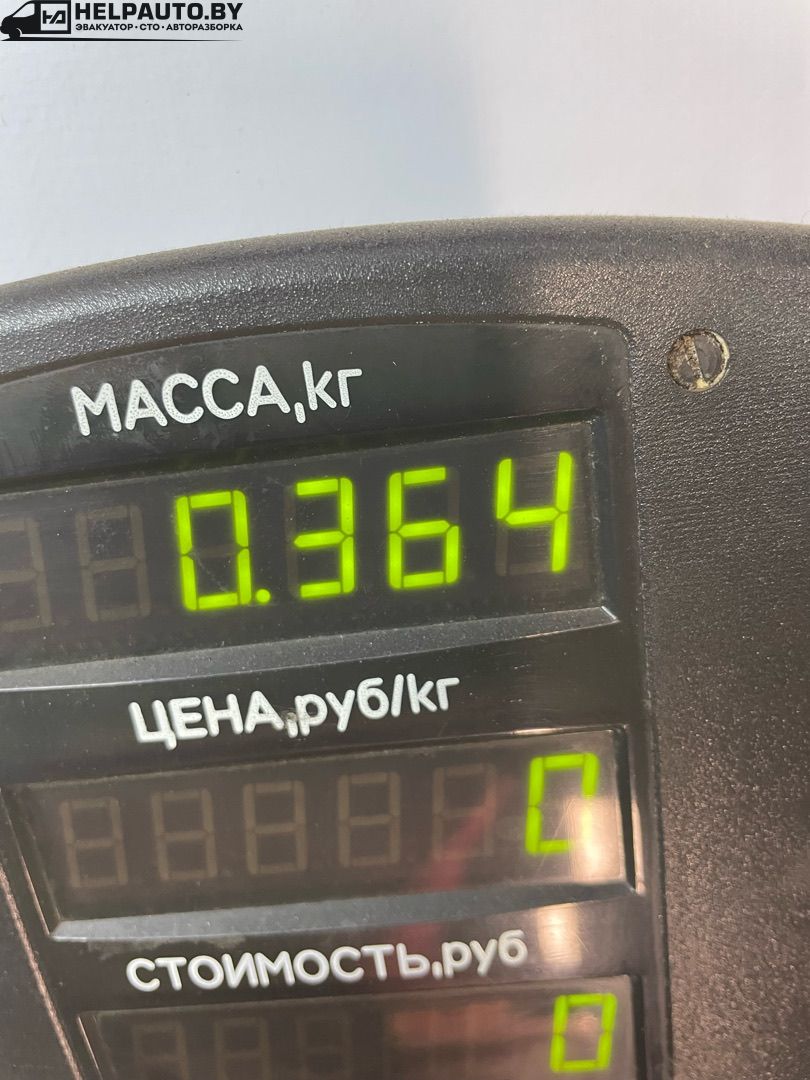 HELPAUTO.BY
ЭВАКУАТОР • СТО • АВТОРАЗБОРКА
МАССА,кг
0.364
ЦЕНА,руб/кг
0
СТОИМОСТЬ,руб
0